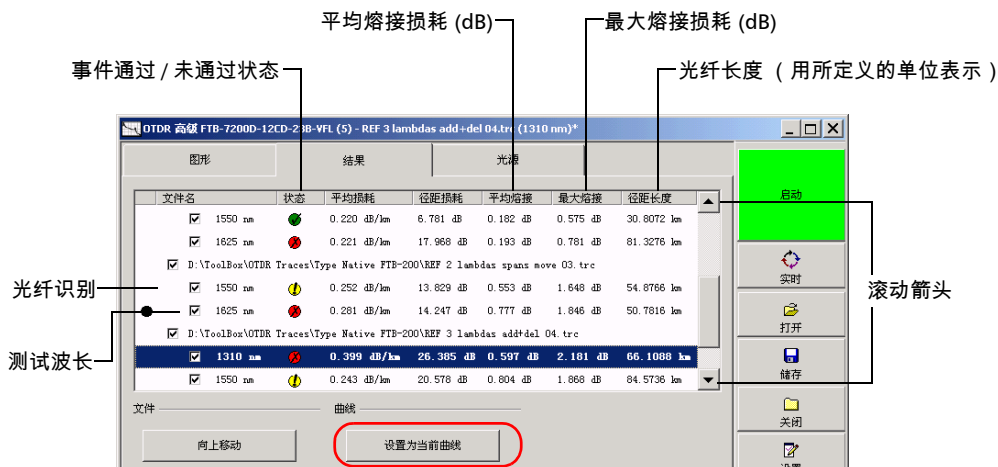 平均熔接损耗 (dB)
最大熔接损耗 (dB)
事件通过 / 未通过状态
光纤长度 ( 用所定义的单位表示 )
OTDR 高级 FTB-7200D-12CD-23B-VFL (5) - REF 3 lambdas add+del 04.trc (1310 nm)*
图形 结果 光源
文件名 状态 平均损耗 径距损耗 平均熔接 最大熔接 径距长度
1550 nm 0.220 dB/km 6.781 dB 0.182 dB 0.575 dB 30.8072 km
1625 nm 0.221 dB/km 17.968 dB 0.193 dB 0.781 dB 81.3276 km
D:\ToolBox\OTDR Traces\Type Native FTB-200\REF 2 lambdas spans move 03.trc
1550 nm 0.252 dB/km 13.829 dB 0.553 dB 1.648 dB 54.8766 km
1625 nm 0.281 dB/km 14.247 dB 0.777 dB 1.846 dB 50.7816 km
D:\ToolBox\OTDR Traces\Type Native FTB-200\REF 3 lambdas add+del 04.trc
1310 nm 0.399 dB/km 26.385 dB 0.597 dB 2.181 dB 66.1088 km
1550 nm 0.243 dB/km 20.578 dB 0.804 dB 1.868 dB 84.5736 km
光纤识别
测试波长
滚动箭头
文件
曲线
向上移动
设置为当前曲线
启动
实时
打开
储存
关闭